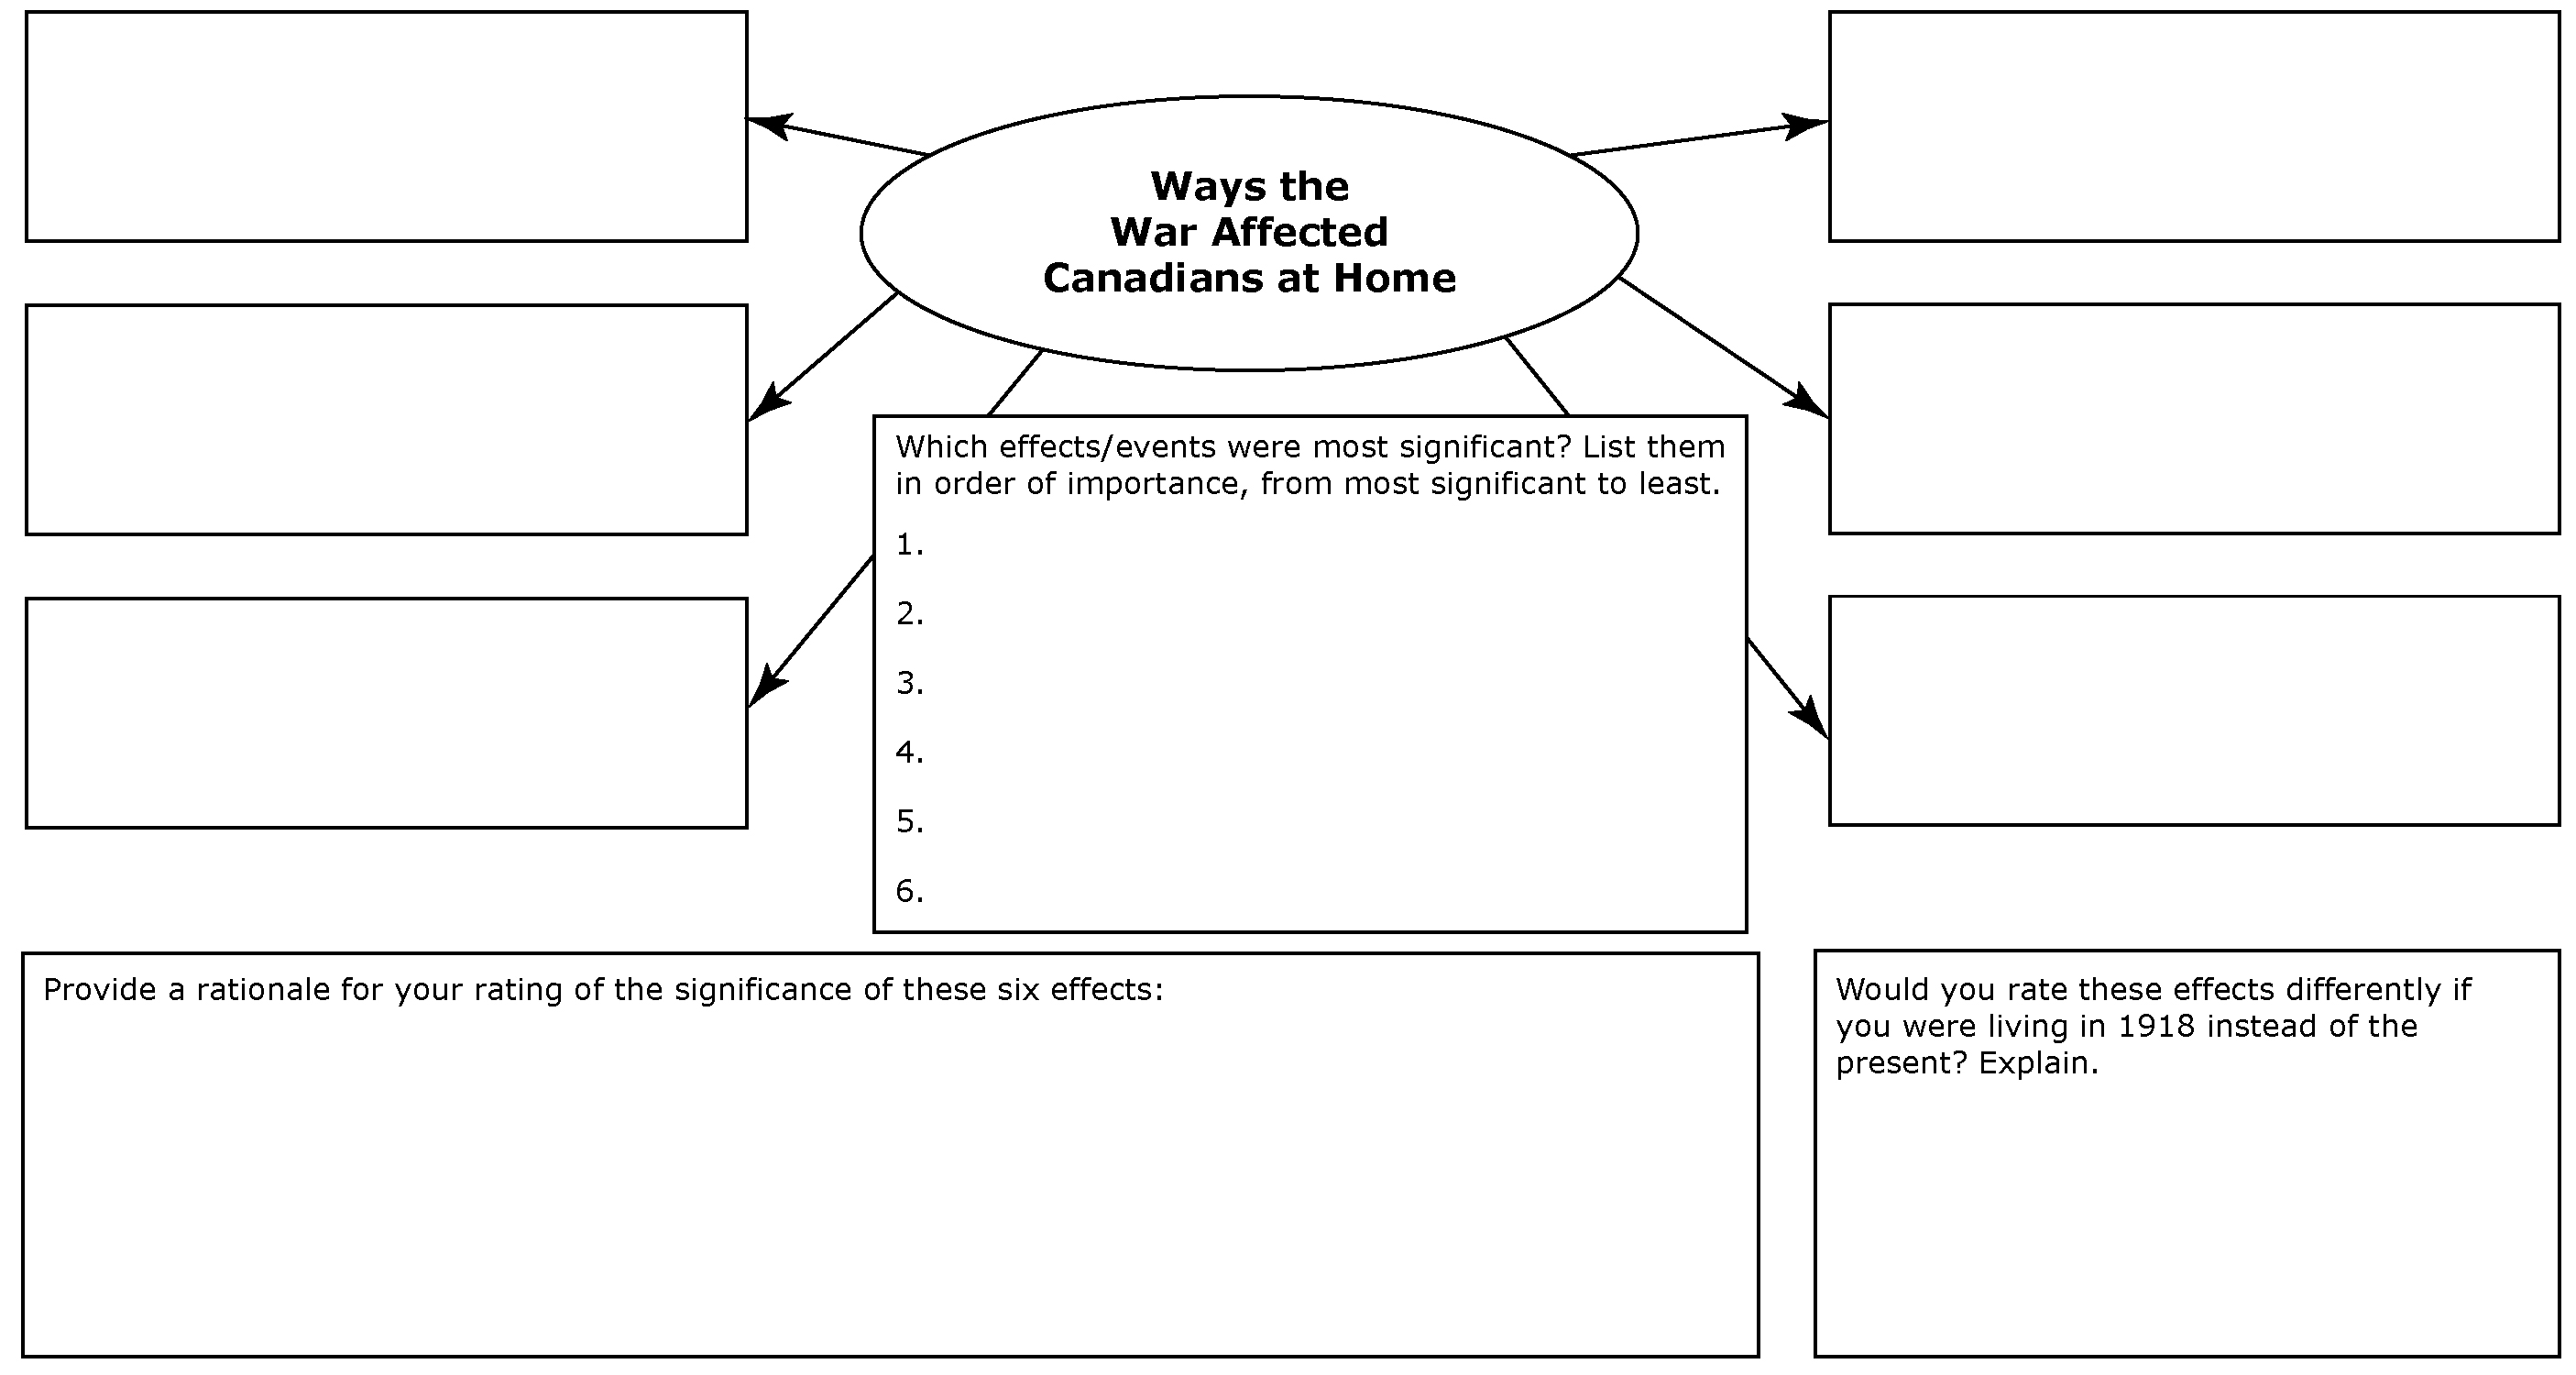 Ways the
War Affected
Canadians at Home
Which effects/events were most significant? List them
in order of importance, from most significant to least.
1.
2.
3.
4.
5.
6.
Provide a rationale for your rating of the significance of these six effects:
Would you rate these effects differently if
you were living in 1918 instead of the
present? Explain.